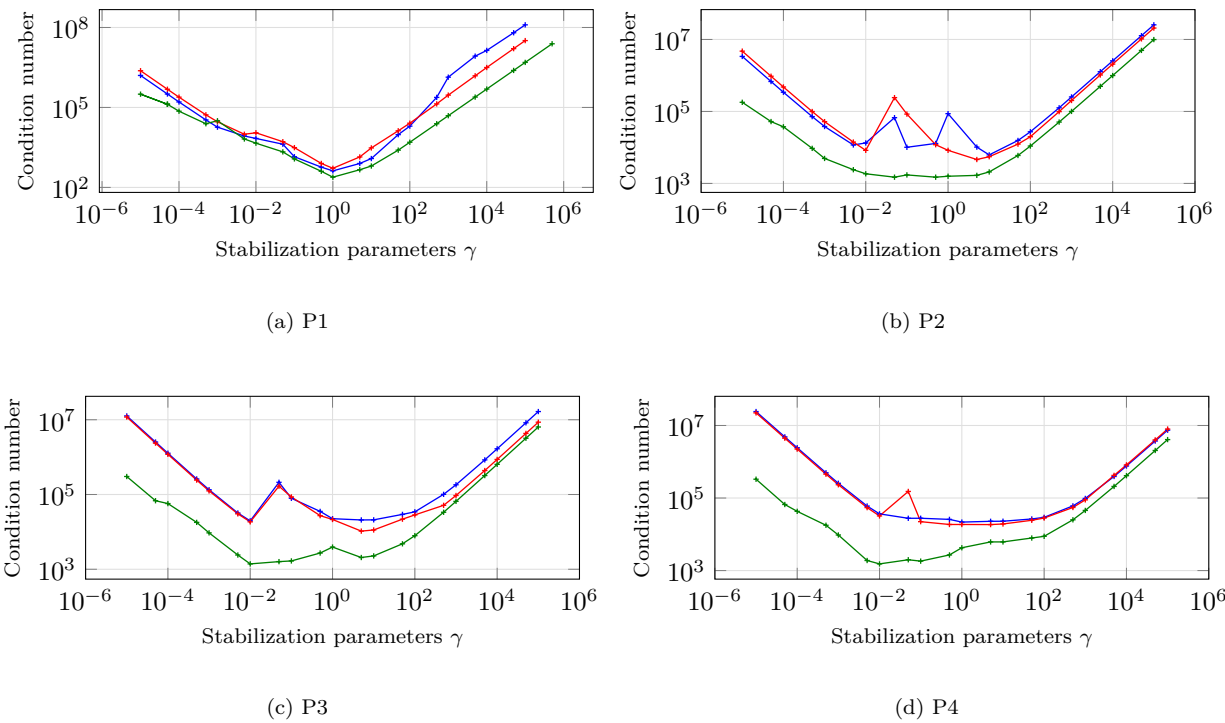 Condition number
10^8
10^5
10^2
10^−6 10^−4 10^−2 10^0 10^2 10^4 10^6
Stabilization parameters γ
(a) P1
Condition number
10^7
10^5
10^3
10^−6 10^−4 10^−2 10^0 10^2 10^4 10^6
Stabilization parameters γ
(b) P2
Condition number
10^7
10^5
10^3
10^−6 10^−4 10^−2 10^0 10^2 10^4 10^6
Stabilization parameters γ
(c) P3
Condition number
10^7
10^5
10^3
10^−6 10^−4 10^−2 10^0 10^2 10^4 10^6
Stabilization parameters γ
(d) P4